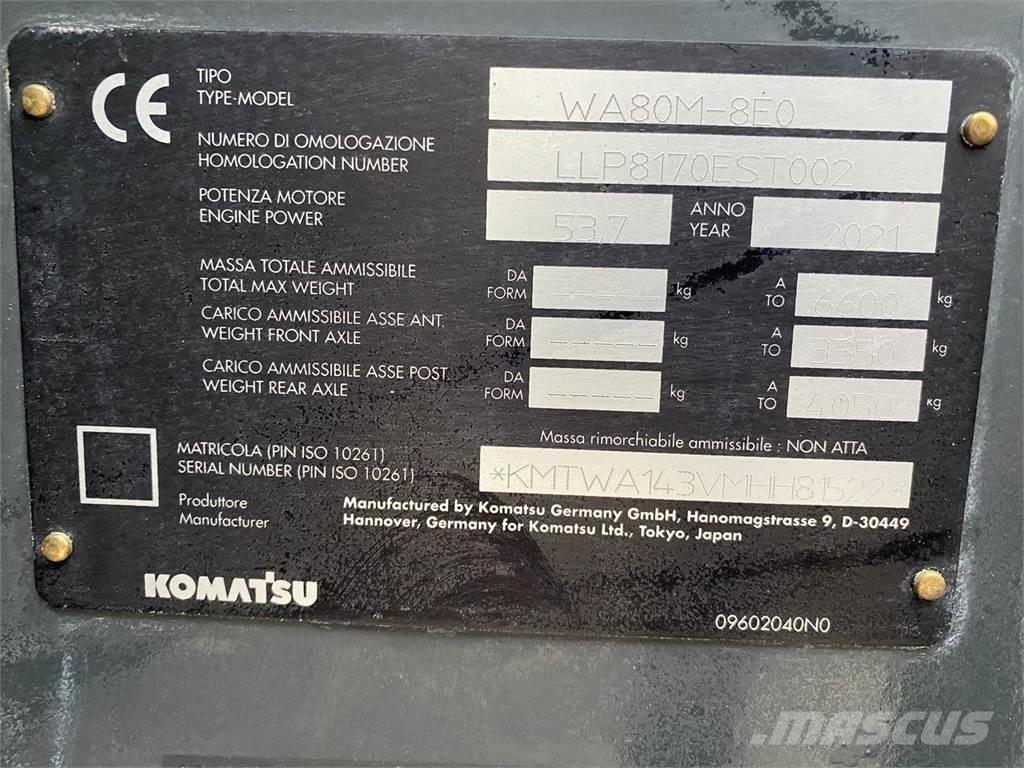 CE
TIPO
TYPE-MODEL WA80M-8E0
NUMERO DI OMOLOGAZIONE
HOMOLOGATION NUMBER LLP8170EST002
POTENZA MOTORE
ENGINE POWER 53,7 ANNO
YEAR 2021
MASSA TOTALE AMMISSIBILE
TOTAL MAX WEIGHT DA
FORM ----- kg A
TO 6600 kg
CARICO AMMISSIBILE ASSE ANT.
WEIGHT FRONT AXLE DA
FORM ----- kg A
TO 3350 kg
CARICO AMMISSIBILE ASSE POST.
WEIGHT REAR AXLE DA
FORM ----- kg A
TO 4050 kg
Massa rimorchiabile ammissibile : NON ATTA
MATRICOLA (PIN ISO 10261)
SERIAL NUMBER (PIN ISO 10261)
Produttore
Manufacturer
Manufactured by Komatsu Germany GmbH, Hanomagstrasse 9, D-30449
Hannover, Germany for Komatsu Ltd., Tokyo, Japan
KOMATSU
09602040N0
MASCUS